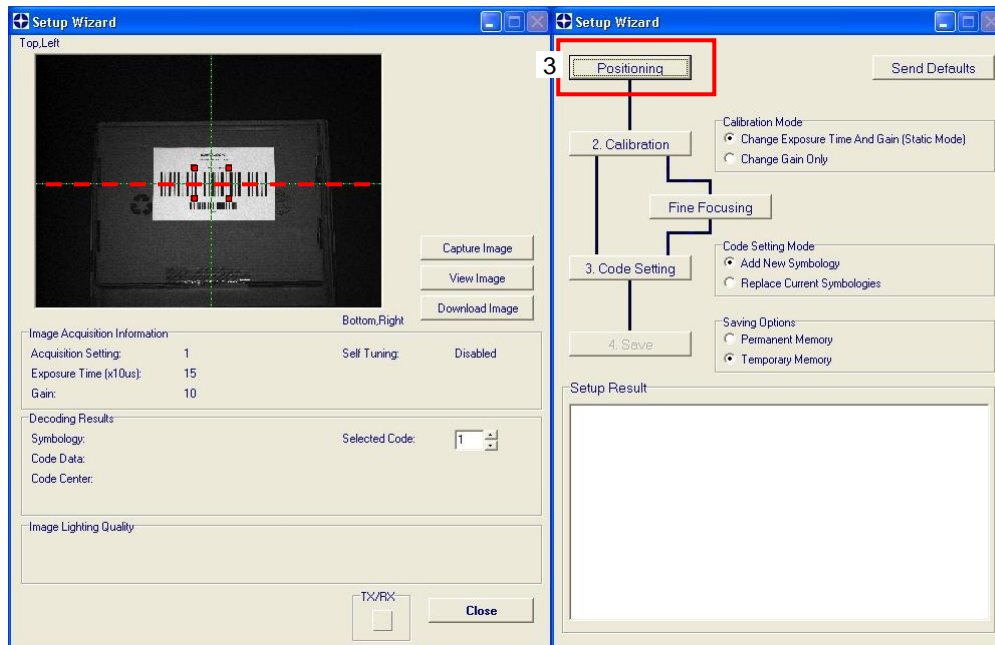 Setup Wizard
Top,Left
Capture Image
View Image
Download Image
Bottom,Right
Image Acquisition Information
Acquisition Setting: 1 Self Tuning: Disabled
Exposure Time (x10us): 15
Gain: 10
Decoding Results
Symbology: Selected Code: 1
Code Data:
Code Center:
Image Lighting Quality
TX/RX
Close
Setup Wizard
3 Positioning Send Defaults
Calibration Mode
2. Calibration
Change Exposure Time And Gain (Static Mode)
Change Gain Only
Fine Focusing
Code Setting Mode
3. Code Setting
Add New Symbology
Replace Current Symbologies
Saving Options
4. Save
Permanent Memory
Temporary Memory
Setup Result